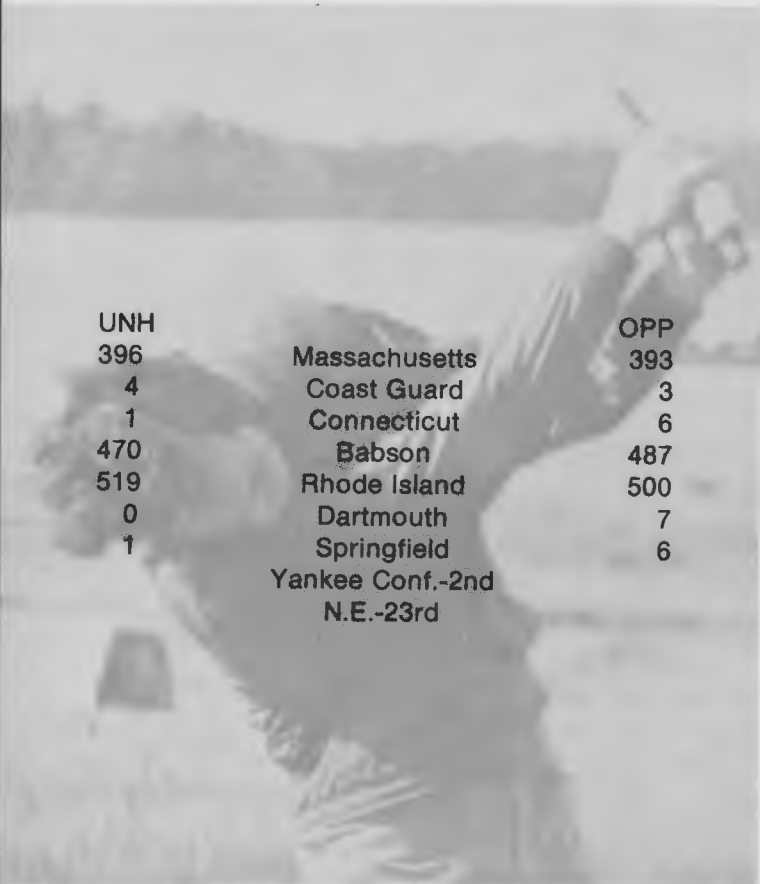 UNH OPP
396 Massachusetts 393
4 Coast Guard 3
1 Connecticut 6
470 Babson 487
519 Rhode Island 500
0 Dartmouth 7
1 Springfield 6
Yankee Conf.-2nd
N.E.-23rd